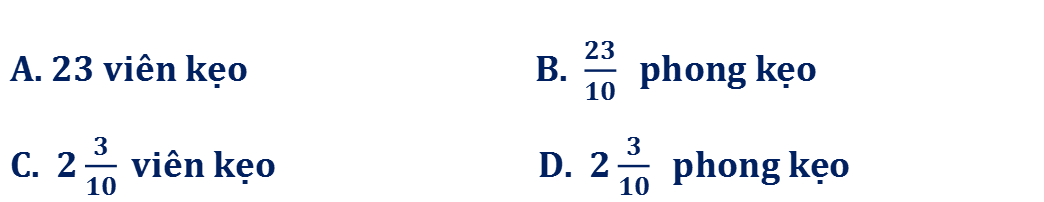 A. 23 viên kẹo B. 23/10 phong kẹo
C. 2 3/10 viên kẹo D. 2 3/10 phong kẹo